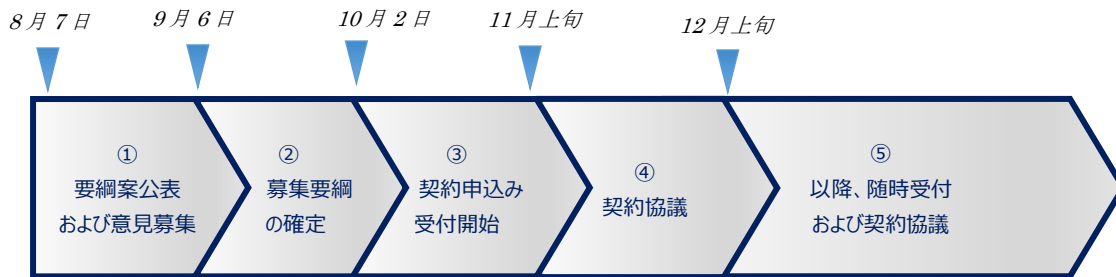 8月7日
9月6日
10月2日
11月上旬
12月上旬
①
要綱案公表
および意見募集
②
募集要綱
の確定
③
契約申込み
受付開始
④
契約協議
⑤
以降、随時受付
および契約協議